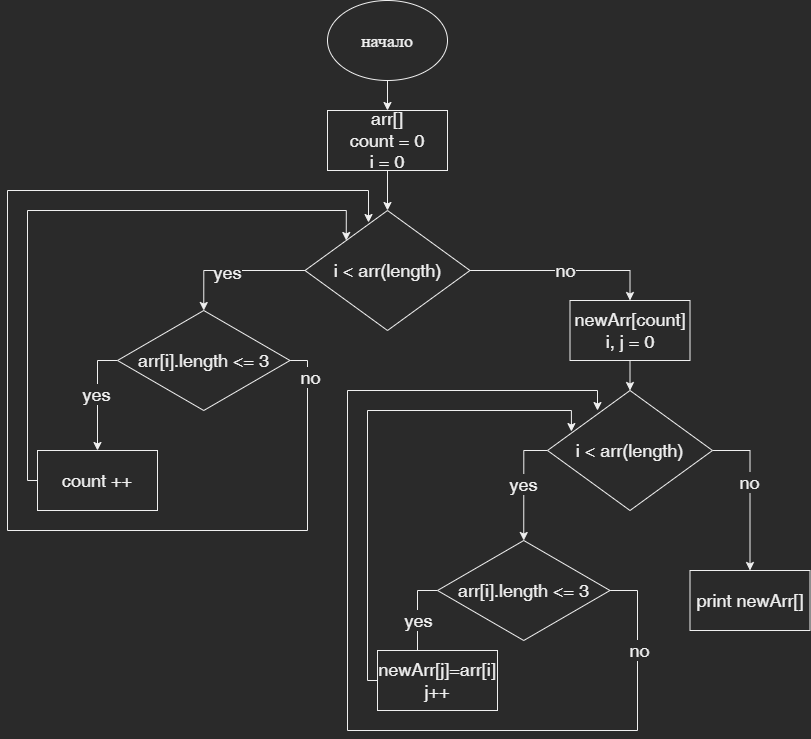 начало
arr[]
count = 0
i = 0
i < arr(length)
yes
no
arr[i].length <= 3
yes
no
count ++
newArr[count]
i, j = 0
i < arr(length)
yes
no
arr[i].length <= 3
yes
no
newArr[j]=arr[i]
j++
print newArr[]